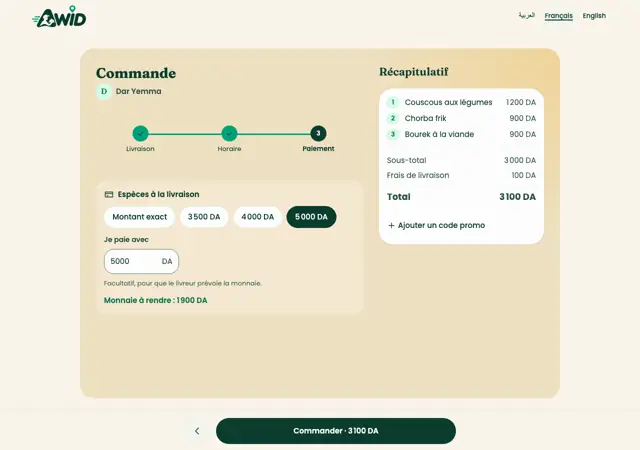 AWID
العربية
Français
English
Commande
D Dar Yemma
3
Livraison
Horaire
Paiement
Espèces à la livraison
Montant exact
3 500 DA
4 000 DA
5 000 DA
Je paie avec
5000 DA
Facultatif, pour que le livreur prévoie la monnaie.
Monnaie à rendre : 1 900 DA
Récapitulatif
1 Couscous aux légumes 1 200 DA
2 Chorba frik 900 DA
3 Bourek à la viande 900 DA
Sous-total 3 000 DA
Frais de livraison 100 DA
Total 3 100 DA
+ Ajouter un code promo
Commander · 3 100 DA